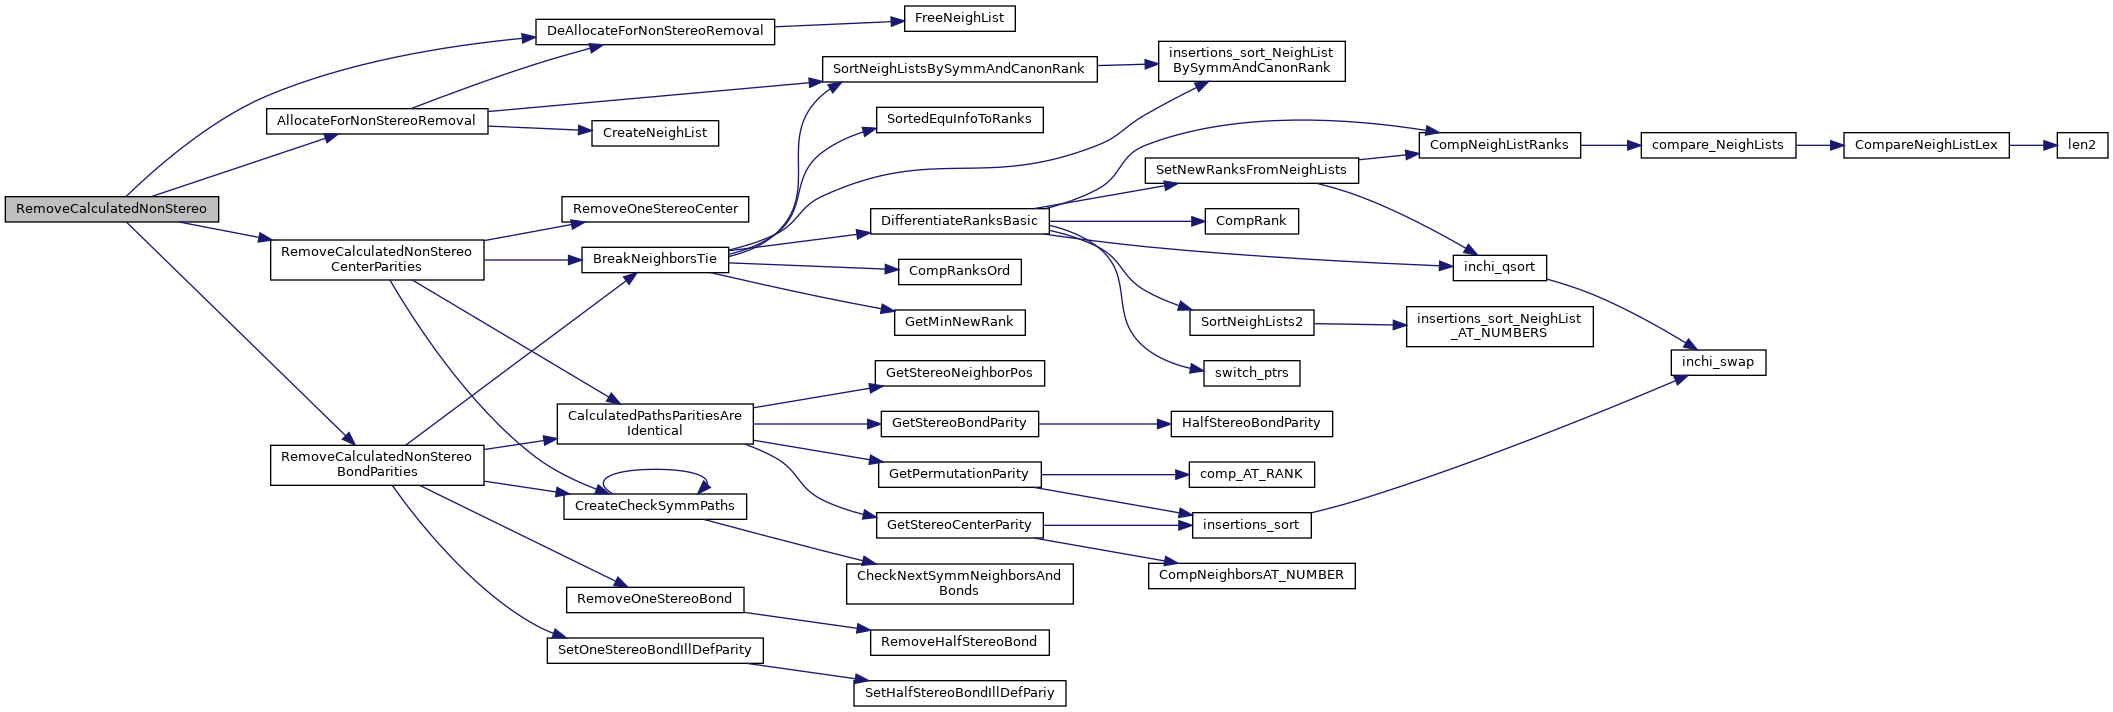 RemoveCalculatedNonStereo
DeAllocateForNonStereoRemoval
AllocateForNonStereoRemoval
RemoveCalculatedNonStereo
CenterParities
RemoveCalculatedNonStereo
BondParities
FreeNeighList
SortNeighListsBySymmAndCanonRank
CreateNeighList
RemoveOneStereoCenter
BreakNeighborsTie
CalculatedPathsParitiesAre
Identical
CreateCheckSymmPaths
RemoveOneStereoBond
SetOneStereoBondIllDefParity
insertions_sort_NeighList
BySymmAndCanonRank
SortedEquInfoToRanks
DifferentiateRanksBasic
CompRanksOrd
GetMinNewRank
GetStereoNeighborPos
GetStereoBondParity
GetPermutationParity
GetStereoCenterParity
CheckNextSymmNeighborsAnd
Bonds
RemoveHalfStereoBond
SetHalfStereoBondIllDefPariy
SetNewRanksFromNeighLists
CompRank
SortNeighLists2
switch_ptrs
HalfStereoBondParity
comp_AT_RANK
insertions_sort
CompNeighborsAT_NUMBER
CompNeighListRanks
inchi_qsort
insertions_sort_NeighList
_AT_NUMBERS
compare_NeighLists
inchi_swap
CompareNeighListLex
len2